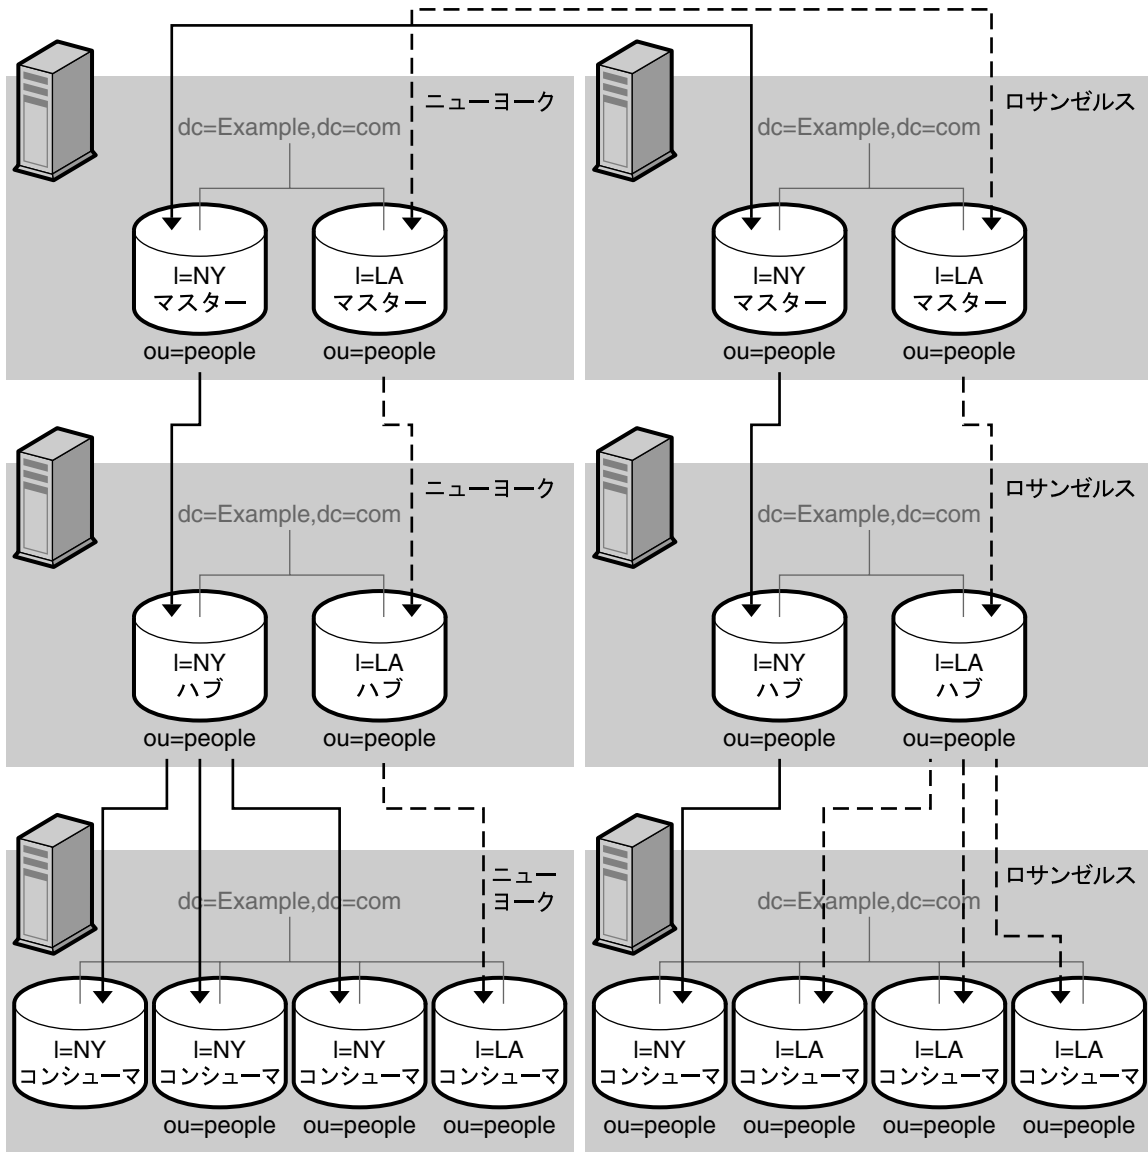 ニューヨーク
dc=Example,dc=com
l=NY
マスター
ou=people
l=LA
マスター
ou=people
ロサンゼルス
dc=Example,dc=com
l=NY
マスター
ou=people
l=LA
マスター
ou=people
ニューヨーク
dc=Example,dc=com
l=NY
ハブ
ou=people
l=LA
ハブ
ou=people
ロサンゼルス
dc=Example,dc=com
l=NY
ハブ
ou=people
l=LA
ハブ
ou=people
ニュー
ヨーク
dc=Example,dc=com
l=NY
コンシューマ
l=NY
コンシューマ
ou=people
l=NY
コンシューマ
ou=people
l=LA
コンシューマ
ou=people
ロサンゼルス
dc=Example,dc=com
l=NY
コンシューマ
ou=people
l=LA
コンシューマ
ou=people
l=LA
コンシューマ
ou=people
l=LA
コンシューマ
ou=people